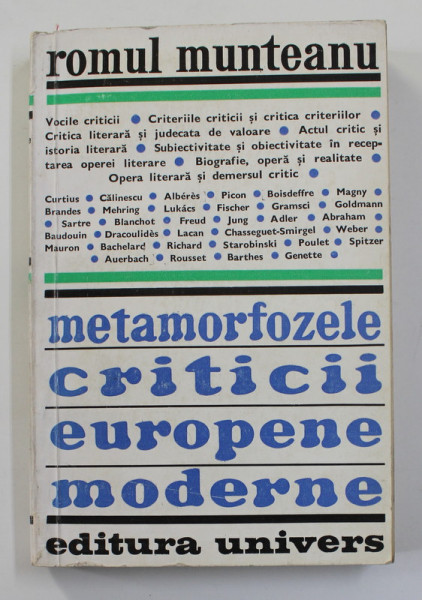 romul munteanu
Vocile criticii ● Criteriile criticii și critica criteriilor ●
Critica literară și judecata de valoare ● Actul critic și
istoria literară ● Subiectivitate și obiectivitate în recep-
tarea operei literare ● Biografie, operă și realitate ●
Opera literară și demersul critic ●
Curtius ● Călinescu ● Albérès ● Picon ● Boisdeffre ● Magny ●
Brandes ● Mehring ● Lukács ● Fischer ● Gramsci ● Goldmann
● Sartre ● Blanchot ● Freud ● Jung ● Adler ● Abraham ●
Baudouin ● Dracoulidès ● Lacan ● Chasseguet-Smirgel ● Weber ●
Mauron ● Bachelard ● Richard ● Starobinski ● Poulet ● Spitzer
● Auerbach ● Rousset ● Barthes ● Genette ●
metamorfozele
criticii
europene
moderne
editura univers